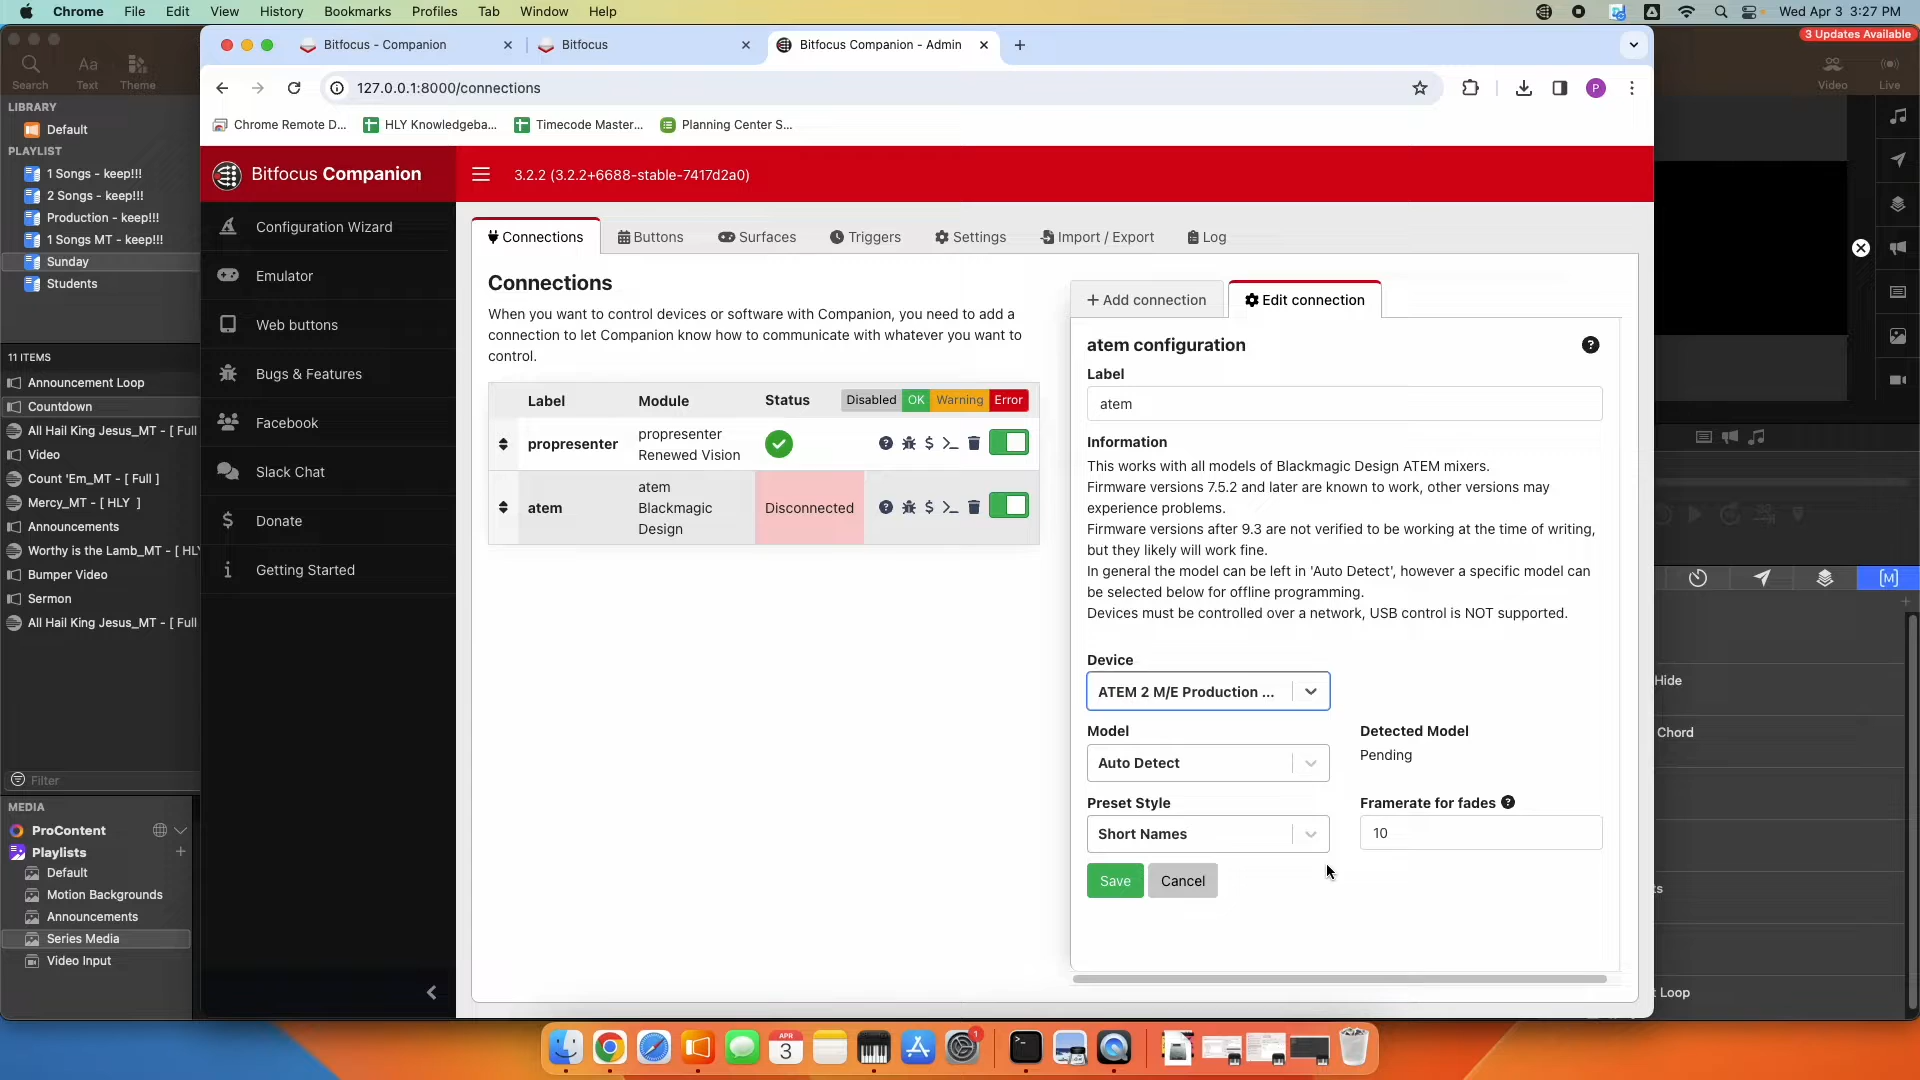 Chrome File Edit View History Bookmarks Profiles Tab Window Help Wed Apr 3 3:27 PM
3 Updates Available
Search Text Theme Video Live
Bitfocus - Companion
Bitfocus
Bitfocus Companion - Admin
127.0.0.1:8000/connections
P
Chrome Remote D...
HLY Knowledgeba...
Timecode Master...
Planning Center S...
LIBRARY
Default
PLAYLIST
1 Songs - keep!!!
2 Songs - keep!!!
Production - keep!!!
1 Songs MT - keep!!!
Sunday
Students
11 ITEMS
Announcement Loop
Countdown
All Hail King Jesus_MT - [ Full
Video
Count 'Em_MT - [ Full ]
Mercy_MT - [ HLY ]
Announcements
Worthy is the Lamb_MT - [ HLY
Bumper Video
Sermon
All Hail King Jesus_MT - [ Full
Filter
MEDIA
ProContent
Playlists
Default
Motion Backgrounds
Announcements
Series Media
Video Input
Bitfocus Companion
3.2.2 (3.2.2+6688-stable-7417d2a0)
Configuration Wizard
Emulator
Web buttons
Bugs & Features
Facebook
Slack Chat
Donate
Getting Started
Connections Buttons Surfaces Triggers Settings Import / Export Log
Connections
When you want to control devices or software with Companion, you need to add a
connection to let Companion know how to communicate with whatever you want to
control.
Label Module Status Disabled OK Warning Error
propresenter
propresenter
Renewed Vision
atem
atem
Blackmagic
Design
Disconnected
+ Add connection
Edit connection
atem configuration
Label
atem
Information
This works with all models of Blackmagic Design ATEM mixers.
Firmware versions 7.5.2 and later are known to work, other versions may
experience problems.
Firmware versions after 9.3 are not verified to be working at the time of writing,
but they likely will work fine.
In general the model can be left in 'Auto Detect', however a specific model can
be selected below for offline programming.
Devices must be controlled over a network, USB control is NOT supported.
Device
ATEM 2 M/E Production ...
Model
Auto Detect
Detected Model
Pending
Preset Style
Short Names
Framerate for fades
10
Save
Cancel
[M]
Hide
Chord
ts
t Loop
APR
3
1